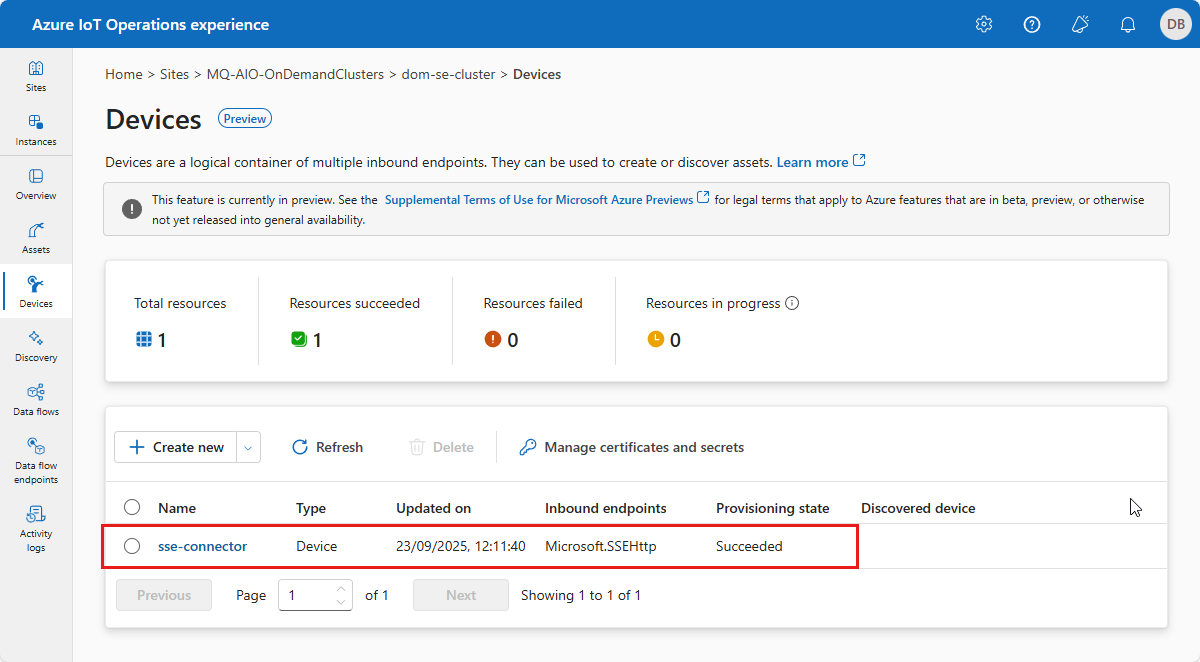 Azure IoT Operations experience
DB
Sites
Instances
Overview
Assets
Devices
Discovery
Data flows
Data flow
endpoints
Activity
logs
Home > Sites > MQ-AIO-OnDemandClusters > dom-se-cluster > Devices
Devices Preview
Devices are a logical container of multiple inbound endpoints. They can be used to create or discover assets. Learn more
This feature is currently in preview. See the Supplemental Terms of Use for Microsoft Azure Previews for legal terms that apply to Azure features that are in beta, preview, or otherwise
not yet released into general availability.
Total resources Resources succeeded Resources failed Resources in progress
1 1 0 0
Create new Refresh Delete Manage certificates and secrets
Name Type Updated on Inbound endpoints Provisioning state Discovered device
sse-connector Device 23/09/2025, 12:11:40 Microsoft.SSEHttp Succeeded
Previous Page 1 of 1 Next Showing 1 to 1 of 1